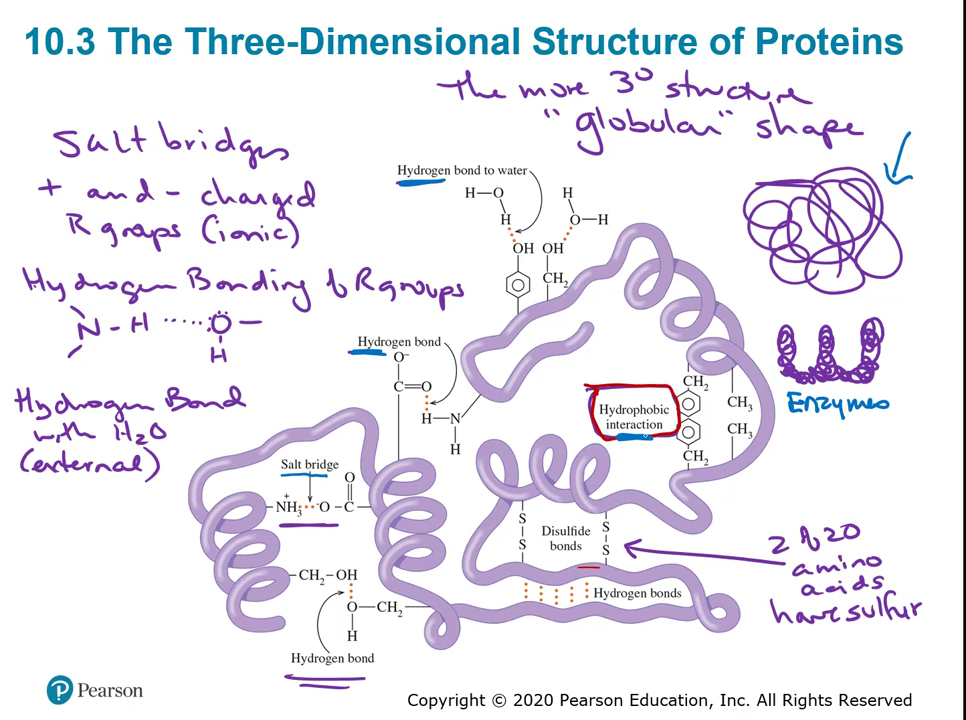 10.3 The Three-Dimensional Structure of Proteins
The more 3° structure
"globular" shape
Salt bridges
+ and - charged
R groups (ionic)
Hydrogen Bonding of R groups
N - H ······ :O —
H
Hydrogen Bond
with H2O
(external)
Hydrogen bond to water
H—O
H
H
O—H
OH
OH
CH2
Hydrogen bond
O-
C=O
H—N
H
Hydrophobic
interaction
CH2
CH3
CH3
CH2
Enzymes
Salt bridge
O
+
NH3 ··· -O – C
S
S
Disulfide
bonds
S
S
2 of 20
amino
acids
have sulfur
CH2–OH
O—CH2
H
Hydrogen bonds
Hydrogen bond
P Pearson
Copyright © 2020 Pearson Education, Inc. All Rights Reserved